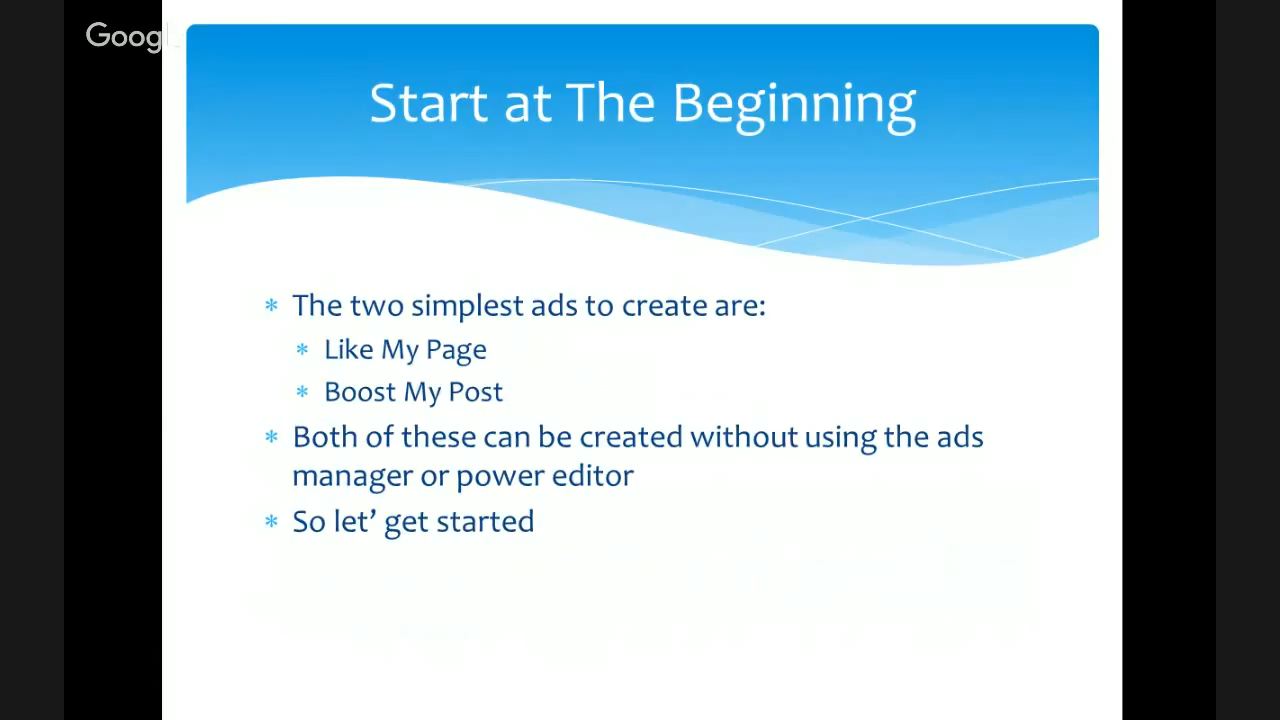 Google
Start at The Beginning
* The two simplest ads to create are:
* Like My Page
* Boost My Post
* Both of these can be created without using the ads
manager or power editor
* So let’ get started